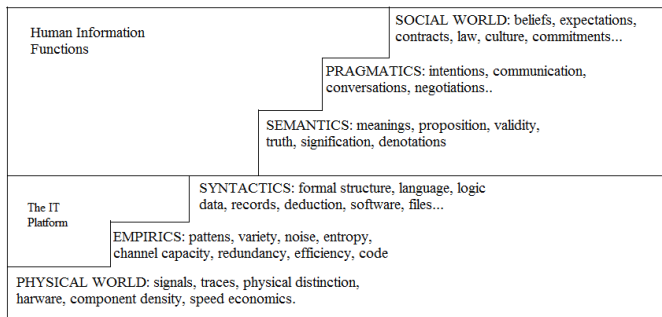 Human Information
Functions
SOCIAL WORLD: beliefs, expectations,
contracts, law, culture, commitments...
PRAGMATICS: intentions, communication,
conversations, negotiations..
SEMANTICS: meanings, proposition, validity,
truth, signification, denotations
The IT
Platform
SYNTACTICS: formal structure, language, logic
data, records, deduction, software, files...
EMPIRICS: pattens, variety, noise, entropy,
channel capacity, redundancy, efficiency, code
PHYSICAL WORLD: signals, traces, physical distinction,
harware, component density, speed economics.